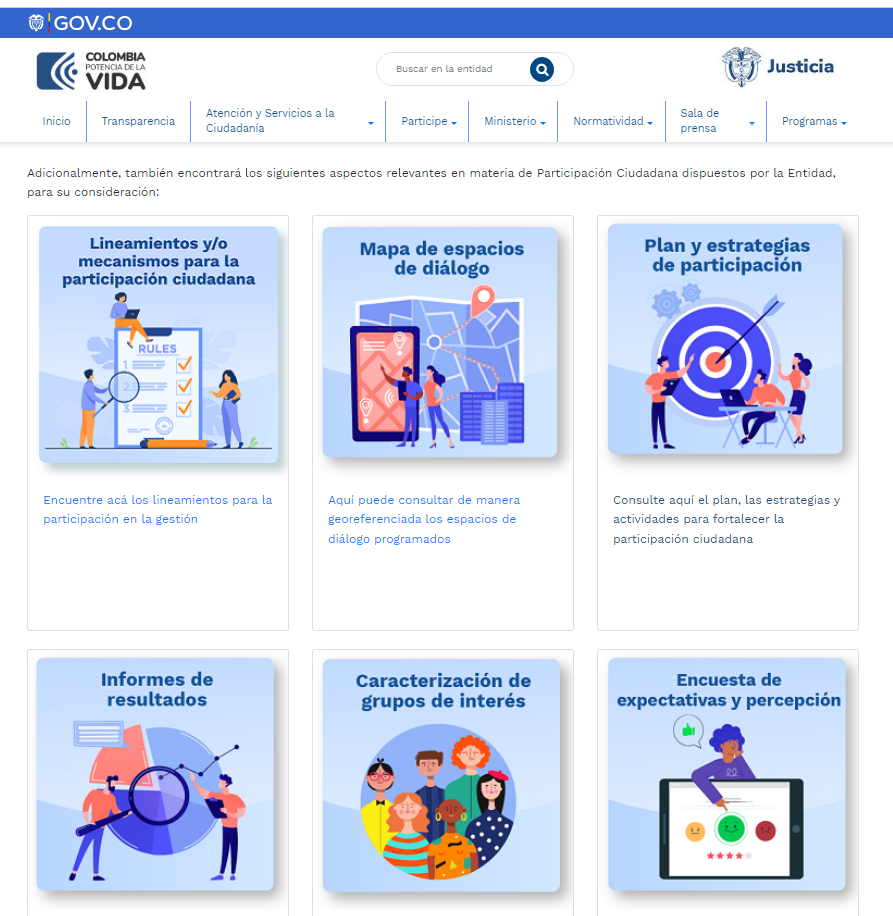 GOV.CO
COLOMBIA
POTENCIA DE LA
VIDA
Buscar en la entidad
Justicia
Inicio
Transparencia
Atención y Servicios a la
Ciudadanía
Participe
Ministerio
Normatividad
Sala de
prensa
Programas
Adicionalmente, también encontrará los siguientes aspectos relevantes en materia de Participación Ciudadana dispuestos por la Entidad,
para su consideración:
Lineamientos y/o
mecanismos para la
participación ciudadana
RULES
1
2
3
Encuentre acá los lineamientos para la
participación en la gestión
Mapa de espacios
de diálogo
Aquí puede consultar de manera
georeferenciada los espacios de
diálogo programados
Plan y estrategias
de participación
Consulte aquí el plan, las estrategias y
actividades para fortalecer la
participación ciudadana
Informes de
resultados
Caracterización de
grupos de interés
Encuesta de
expectativas y percepción